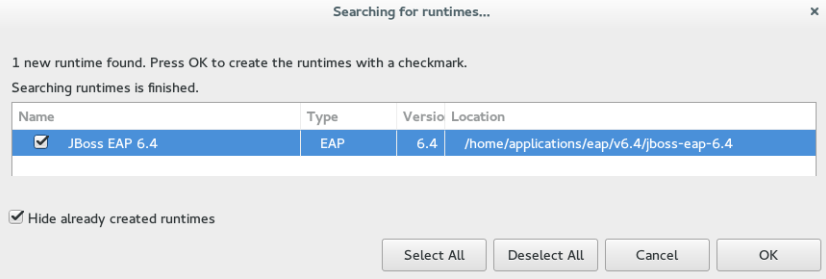 Searching for runtimes...
1 new runtime found. Press OK to create the runtimes with a checkmark.
Searching runtimes is finished.
Name Type Versio Location
JBoss EAP 6.4 EAP 6.4 /home/applications/eap/v6.4/jboss-eap-6.4
Hide already created runtimes
Select All Deselect All Cancel OK